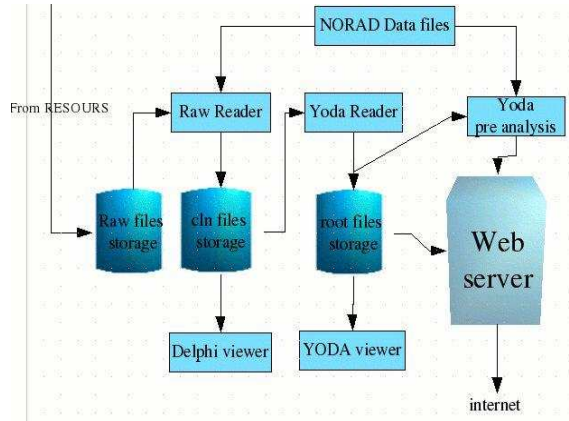 NORAD Data files
From RESOURS
Raw Reader
Yoda Reader
Yoda
pre analysis
Raw files
storage
cln files
storage
root files
storage
Web
server
Delphi viewer
YODA viewer
internet